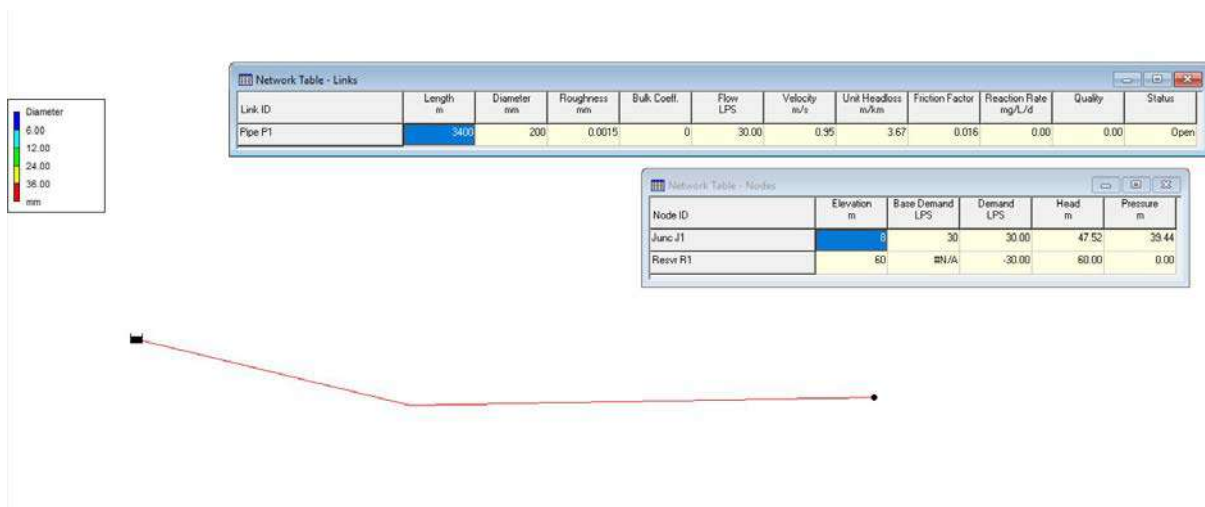 Network Table - Links
Link ID Length m Diameter mm Roughness mm Bulk Coeff. Flow LPS Velocity m/s Unit Headloss m/km Friction Factor Reaction Rate mg/L/d Quality Status
Pipe P1 3400 200 0.0015 0 30.00 0.95 3.67 0.016 0.00 0.00 Open
Diameter
6.00
12.00
24.00
36.00
mm
Network Table - Nodes
Node ID Elevation m Base Demand LPS Demand LPS Head m Pressure m
Junc J1 8 30 30.00 47.52 39.44
Resvr R1 60 #N/A -30.00 60.00 0.00